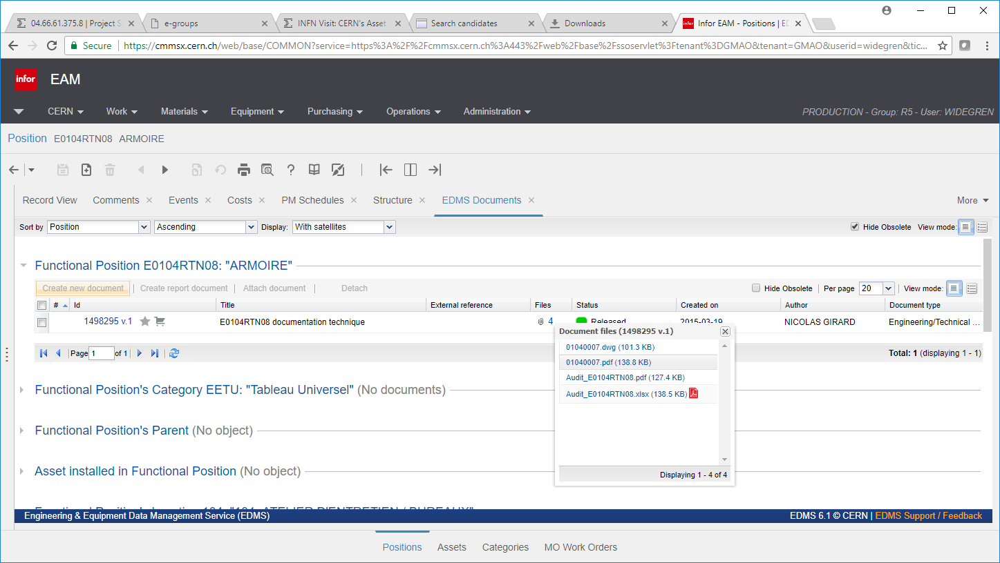 04.66.61.375.8 | Project S
e-groups
INFN Visit: CERN's Asset
Search candidates
Downloads
infor Infor EAM - Positions | ED
Secure https://cmmsx.cern.ch/web/base/COMMON?service=https%3A%2F%2Fcmmsx.cern.ch%3A443%2Fweb%2Fbase%2Fssoservlet%3Ftenant%3DGMAO&tenant=GMAO&userid=widegren&tic...
infor EAM
CERN Work Materials Equipment Purchasing Operations Administration PRODUCTION - Group: R5 - User: WIDEGREN
Position E0104RTN08 ARMOIRE
Record View Comments Events Costs PM Schedules Structure EDMS Documents More
Sort by Position Ascending Display: With satellites Hide Obsolete View mode:
Functional Position E0104RTN08: "ARMOIRE"
Create new document Create report document Attach document Detach Hide Obsolete Per page 20 View mode:
# Id Title External reference Files Status Created on Author Document type
1498295 v.1 E0104RTN08 documentation technique 4 Released 2015-03-19 NICOLAS GIRARD Engineering/Technical ...
Document files (1498295 v.1)
01040007.dwg (101.3 KB)
01040007.pdf (138.8 KB)
Audit_E0104RTN08.pdf (127.4 KB)
Audit_E0104RTN08.xlsx (138.5 KB)
Displaying 1 - 4 of 4
Page 1 of 1 Total: 1 (displaying 1 - 1)
Functional Position's Category EETU: "Tableau Universel" (No documents)
Functional Position's Parent (No object)
Asset installed in Functional Position (No object)
Functional Position's Location 104: "104: ATELIER D'ENTRETIEN / BUREAUX"
Engineering & Equipment Data Management Service (EDMS) EDMS 6.1 © CERN | EDMS Support / Feedback
Positions Assets Categories MO Work Orders